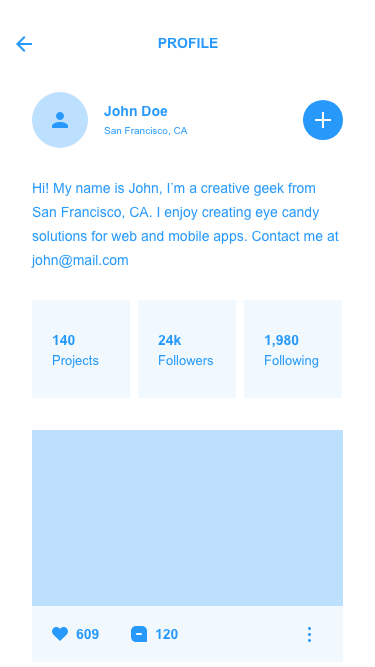 PROFILE
John Doe
San Francisco, CA
Hi! My name is John, I’m a creative geek from
San Francisco, CA. I enjoy creating eye candy
solutions for web and mobile apps. Contact me at
john@mail.com
140
Projects
24k
Followers
1,980
Following
609
120